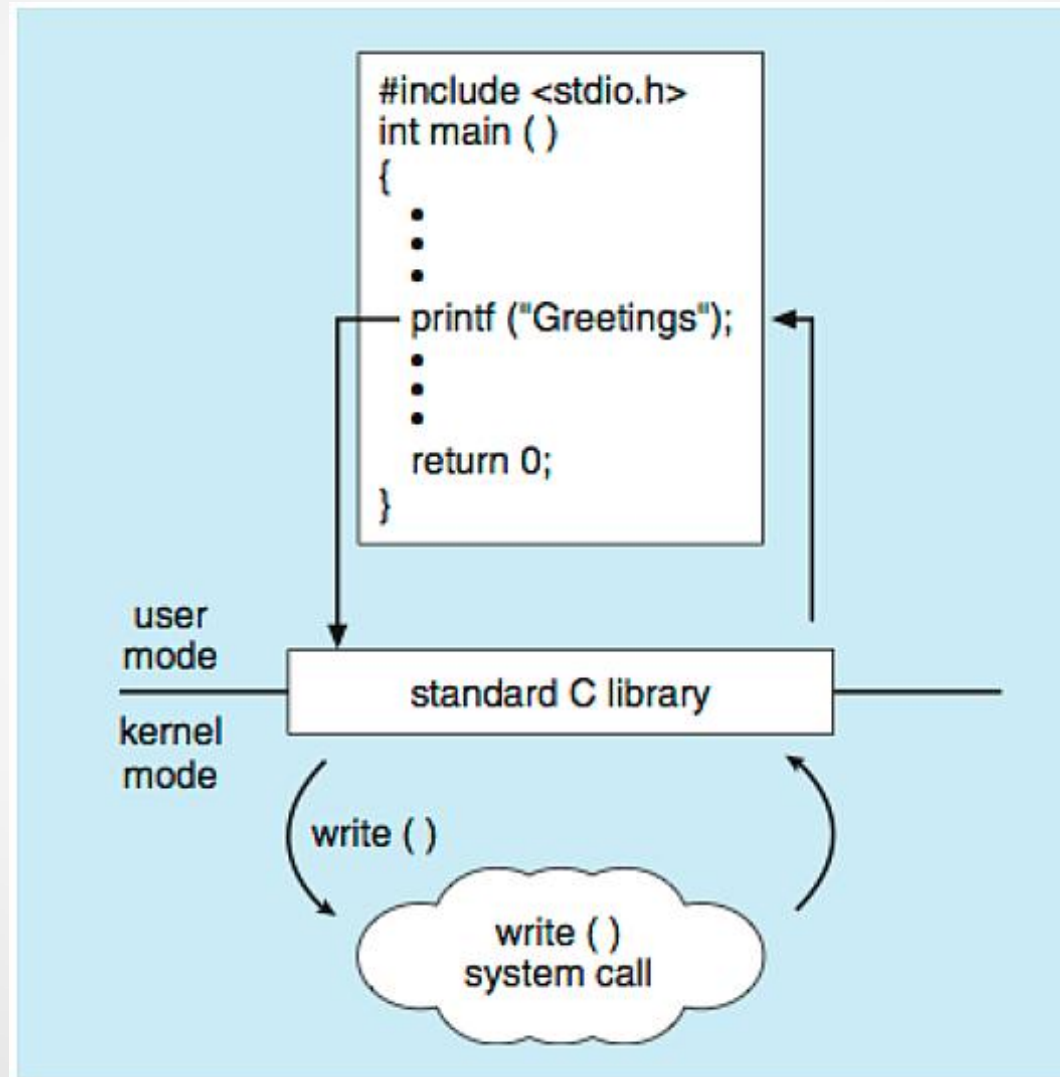 #include <stdio.h>
int main ( )
{
•
•
•
printf ("Greetings");
•
•
•
return 0;
}
user
mode
standard C library
kernel
mode
write ( )
write ( )
system call